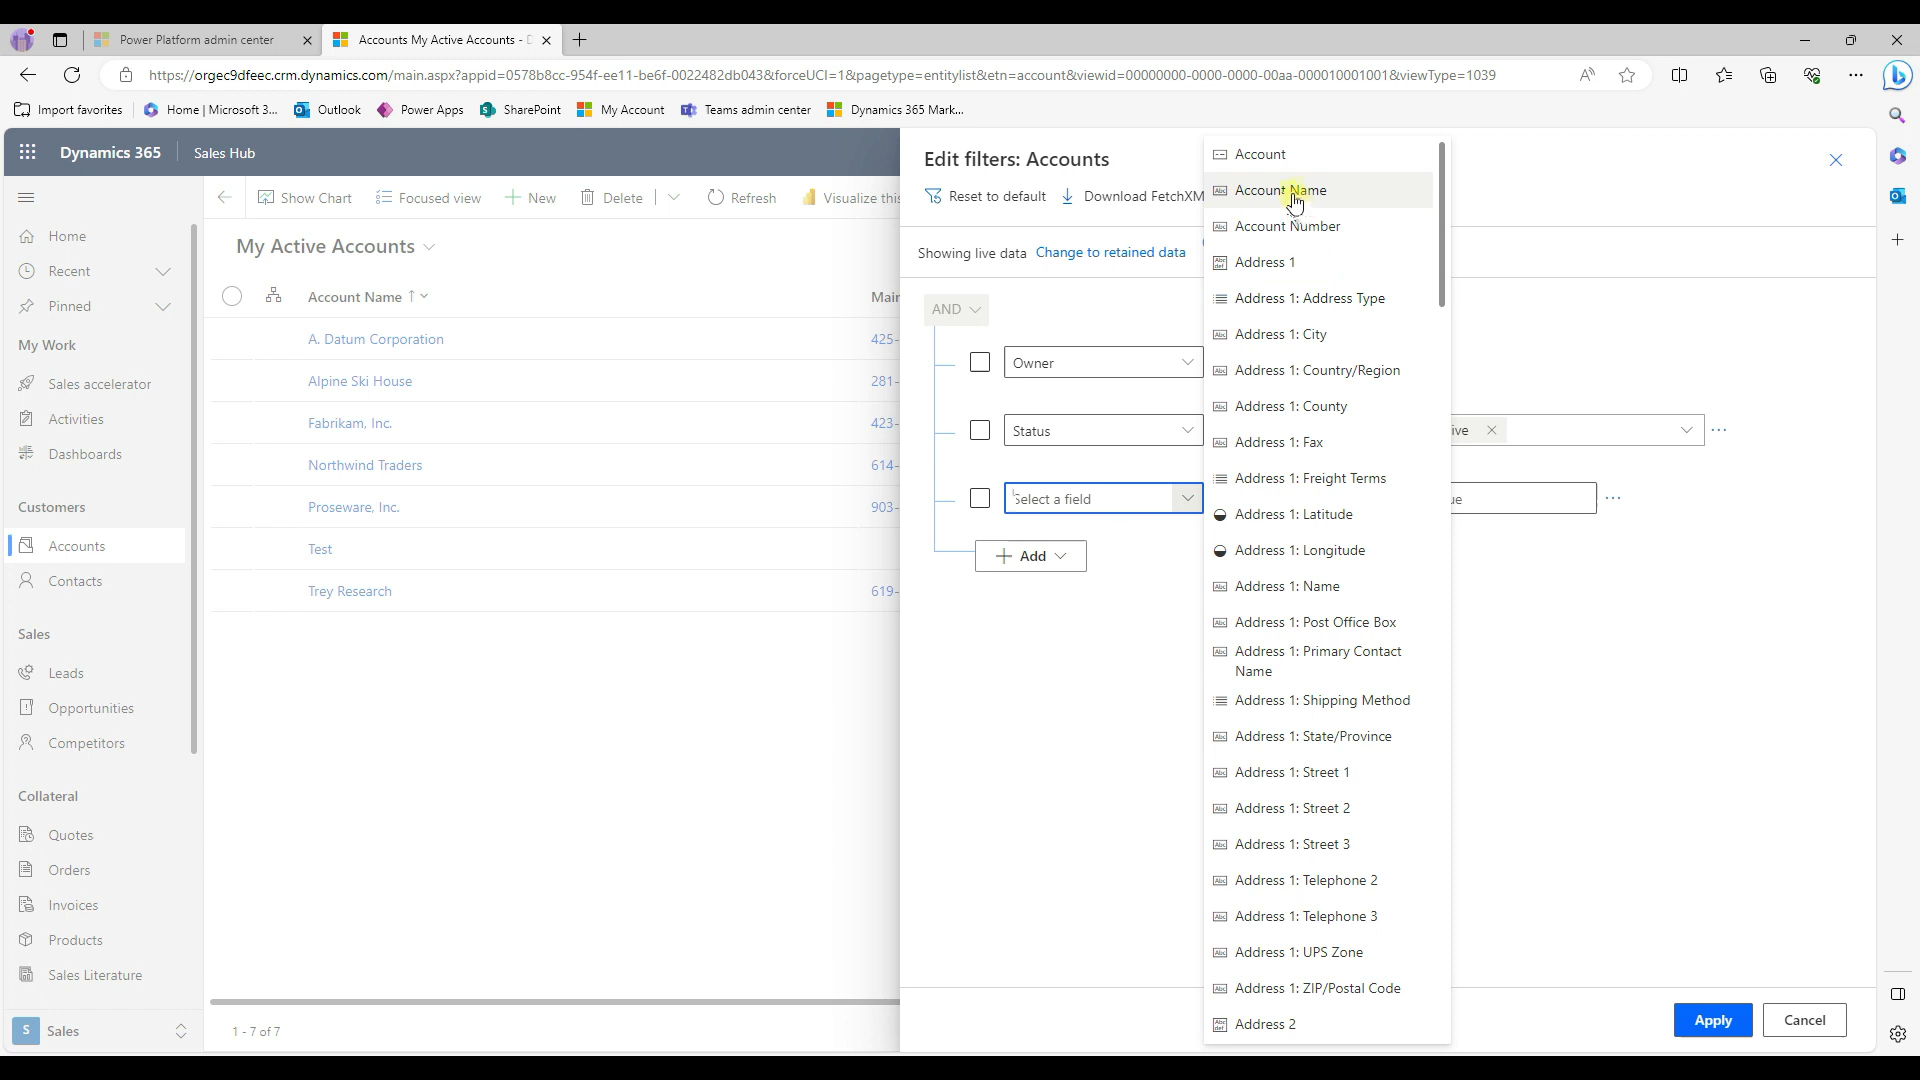 Power Platform admin center
Accounts My Active Accounts -
https://orgec9dfeec.crm.dynamics.com/main.aspx?appid=0578b8cc-954f-ee11-be6f-0022482db043&forceUCI=1&pagetype=entitylist&etn=account&viewid=00000000-0000-0000-00aa-000010001001&viewType=1039
Import favorites Home | Microsoft 3... Outlook Power Apps SharePoint My Account Teams admin center Dynamics 365 Mark...
Dynamics 365 Sales Hub
Show Chart Focused view New Delete Refresh Visualize this
My Active Accounts
Account Name Mair
A. Datum Corporation 425-
Alpine Ski House 281-
Fabrikam, Inc. 423-
Northwind Traders 614-
Proseware, Inc. 903-
Test
Trey Research 619-
1 - 7 of 7
Home
Recent
Pinned
My Work
Sales accelerator
Activities
Dashboards
Customers
Accounts
Contacts
Sales
Leads
Opportunities
Competitors
Collateral
Quotes
Orders
Invoices
Products
Sales Literature
S Sales
Edit filters: Accounts
Reset to default Download FetchXM
Showing live data Change to retained data
AND
Owner
Status ive
Select a field ue
Add
Account
Account Name
Account Number
Address 1
Address 1: Address Type
Address 1: City
Address 1: Country/Region
Address 1: County
Address 1: Fax
Address 1: Freight Terms
Address 1: Latitude
Address 1: Longitude
Address 1: Name
Address 1: Post Office Box
Address 1: Primary Contact
Name
Address 1: Shipping Method
Address 1: State/Province
Address 1: Street 1
Address 1: Street 2
Address 1: Street 3
Address 1: Telephone 2
Address 1: Telephone 3
Address 1: UPS Zone
Address 1: ZIP/Postal Code
Address 2
Apply Cancel